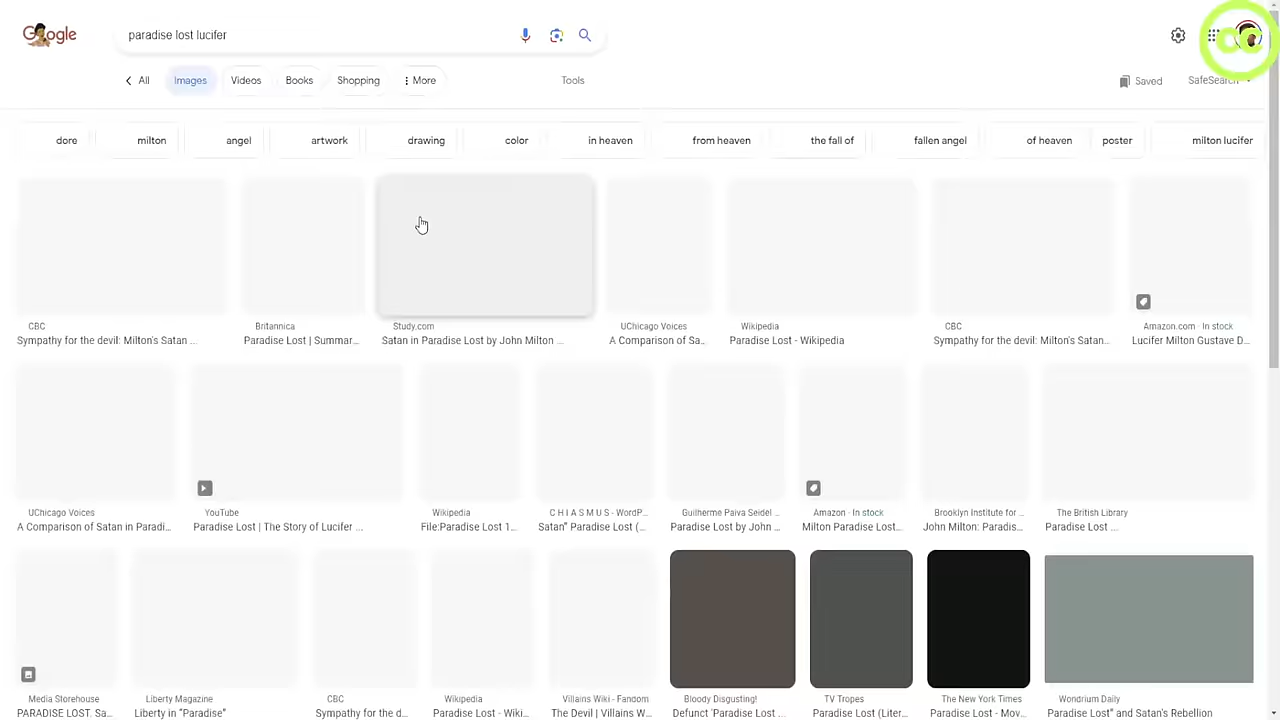 Google
paradise lost lucifer
All
Images
Videos
Books
Shopping
More
Tools
Saved
SafeSearch
dore
milton
angel
artwork
drawing
color
in heaven
from heaven
the fall of
fallen angel
of heaven
poster
milton lucifer
CBC
Sympathy for the devil: Milton's Satan ...
Britannica
Paradise Lost | Summar...
Study.com
Satan in Paradise Lost by John Milton ...
UChicago Voices
A Comparison of Sa...
Wikipedia
Paradise Lost - Wikipedia
CBC
Sympathy for the devil: Milton's Satan...
Amazon.com · In stock
Lucifer Milton Gustave D...
UChicago Voices
A Comparison of Satan in Paradi...
YouTube
Paradise Lost | The Story of Lucifer ...
Wikipedia
File:Paradise Lost 1...
C H I A S M U S - WordP...
Satan" Paradise Lost (...
Guilherme Paiva Seidel ...
Paradise Lost by John ...
Amazon · In stock
Milton Paradise Lost...
Brooklyn Institute for ...
John Milton: Paradis...
The British Library
Paradise Lost ...
Media Storehouse
PARADISE LOST. Sa...
Liberty Magazine
Liberty in "Paradise"
CBC
Sympathy for the d...
Wikipedia
Paradise Lost - Wiki...
Villains Wiki - Fandom
The Devil | Villains W...
Bloody Disgusting!
Defunct 'Paradise Lost ...
TV Tropes
Paradise Lost (Liter...
The New York Times
Paradise Lost - Mov...
Wondrium Daily
Paradise Lost" and Satan's Rebellion